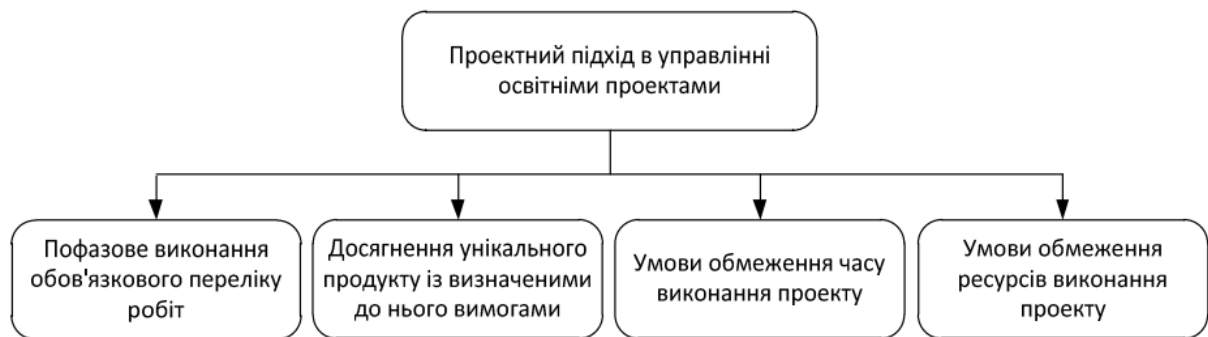 Проектний підхід в управлінні
освітніми проектами
Пофазове виконання
обов'язкового переліку
робіт
Досягнення унікального
продукту із визначеними
до нього вимогами
Умови обмеження часу
виконання проекту
Умови обмеження
ресурсів виконання
проекту